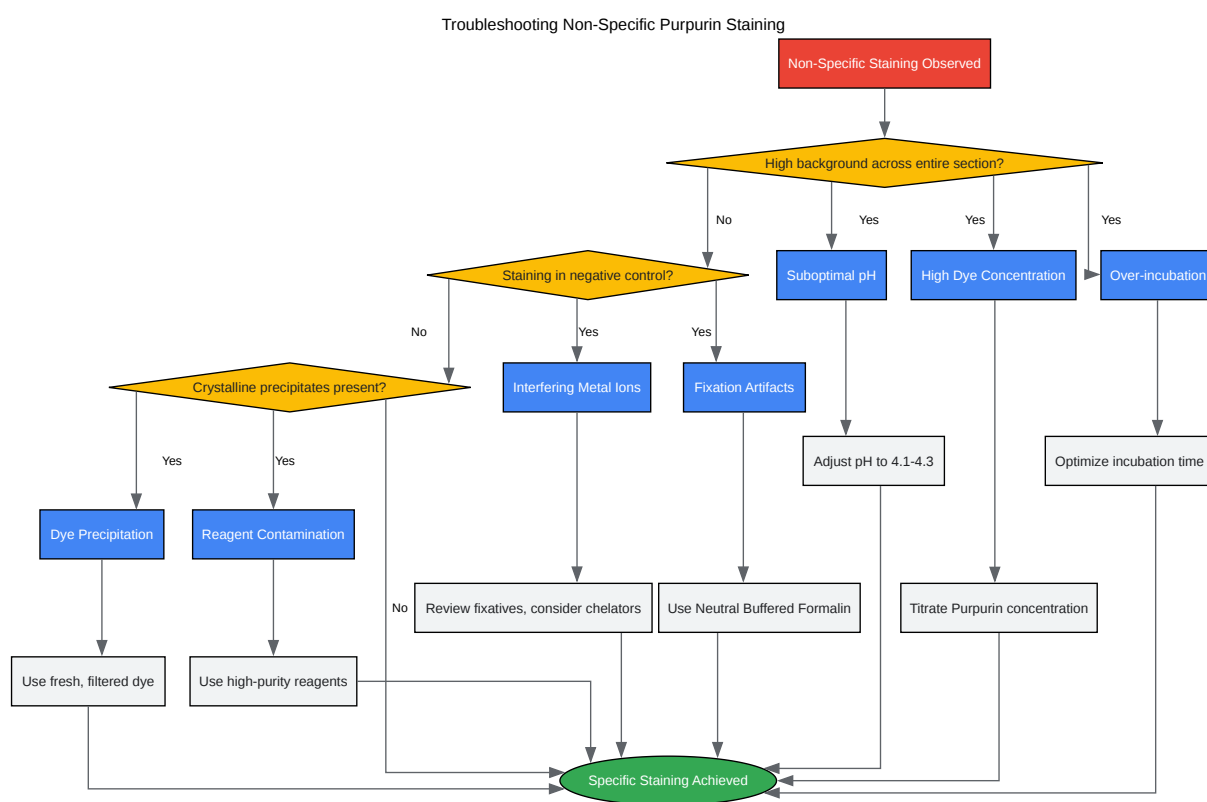 Troubleshooting Non-Specific Purpurin Staining
Non-Specific Staining Observed
High background across entire section?
No
Yes
Yes
Yes
Staining in negative control?
Suboptimal pH
High Dye Concentration
Over-incubation
No
Yes
Yes
Crystalline precipitates present?
Interfering Metal Ions
Fixation Artifacts
Yes
Yes
Adjust pH to 4.1-4.3
Optimize incubation time
Dye Precipitation
Reagent Contamination
No
Review fixatives, consider chelators
Use Neutral Buffered Formalin
Titrate Purpurin concentration
Use fresh, filtered dye
Use high-purity reagents
Specific Staining Achieved